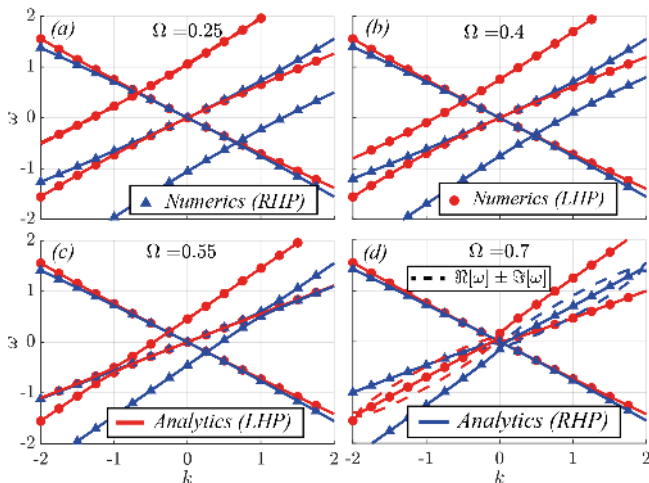 (a) Ω =0.25
(b) Ω =0.4
2
1
0
-1
-2
ω
Numerics (RHP)
Numerics (LHP)
(c) Ω =0.55
(d) Ω =0.7
ℜ[ω] ± ℑ[ω]
2
1
0
-1
-2
ω
Analytics (LHP)
Analytics (RHP)
-2 -1 0 1 2
-2 -1 0 1 2
k
k